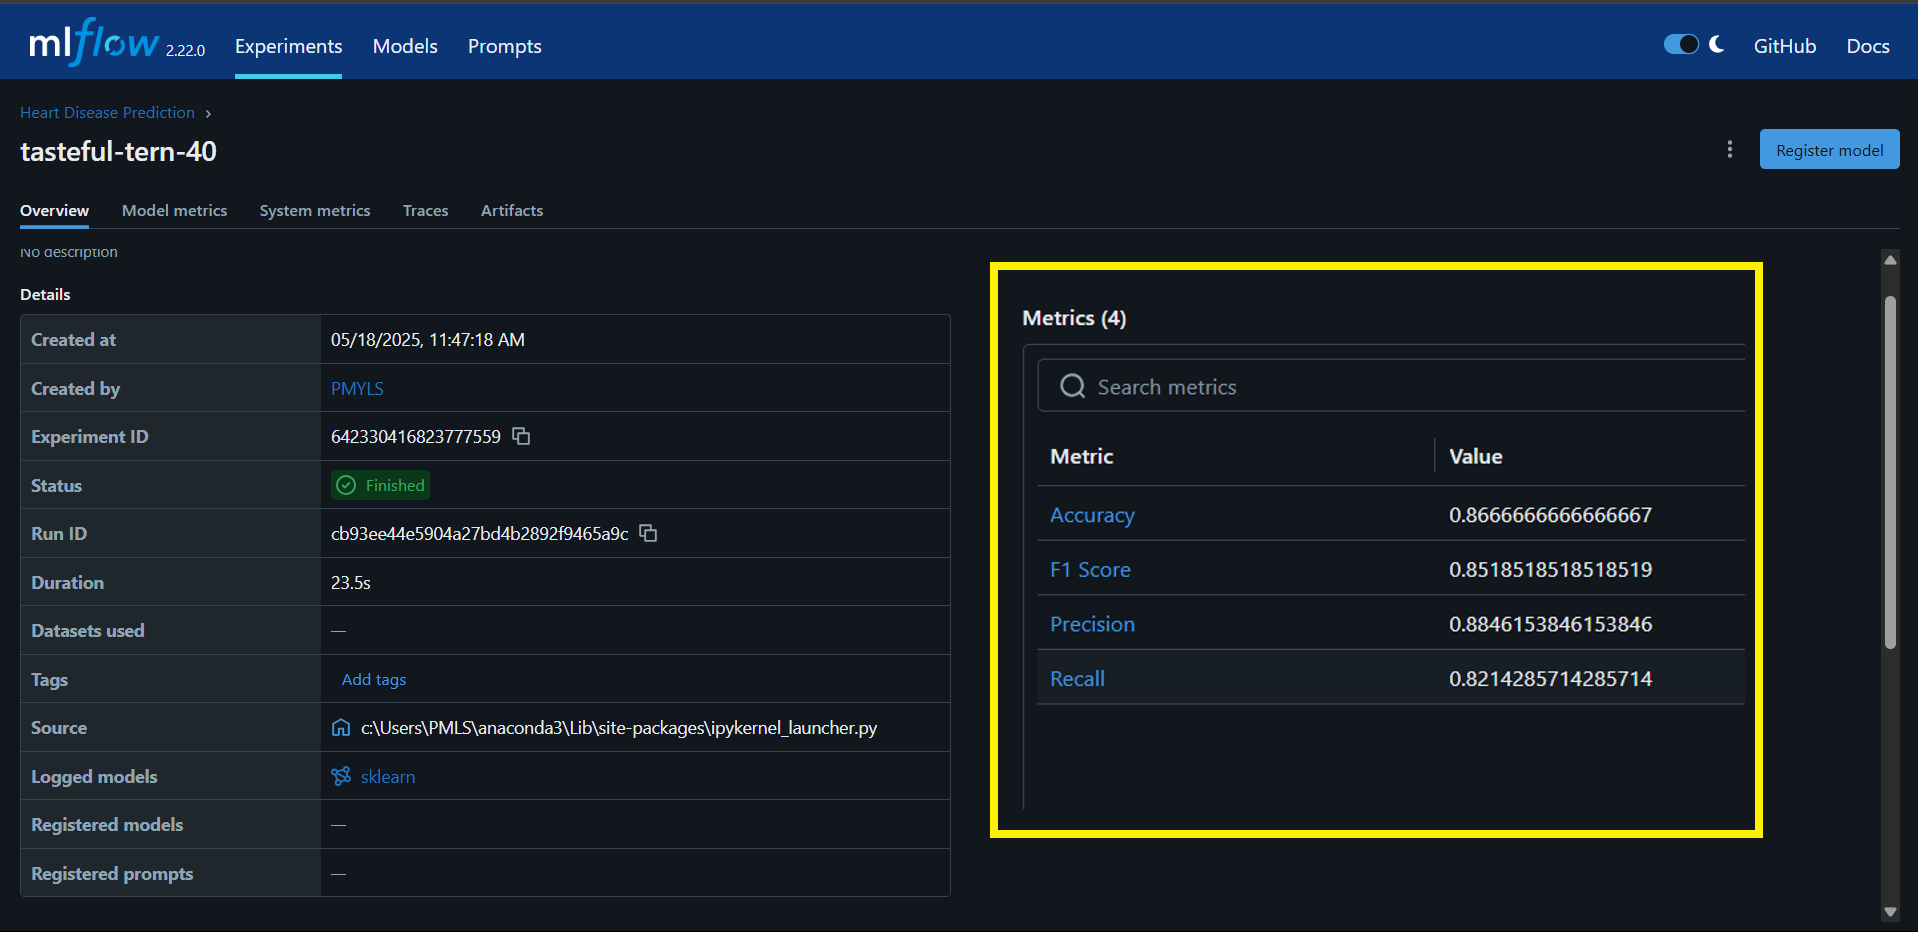 mlflow 2.22.0 Experiments Models Prompts GitHub Docs
Heart Disease Prediction ›
tasteful-tern-40
Register model
Overview Model metrics System metrics Traces Artifacts
No description
Details
Created at 05/18/2025, 11:47:18 AM
Created by PMYLS
Experiment ID 642330416823777559
Status Finished
Run ID cb93ee44e5904a27bd4b2892f9465a9c
Duration 23.5s
Datasets used —
Tags Add tags
Source c:\Users\PMLS\anaconda3\Lib\site-packages\ipykernel_launcher.py
Logged models sklearn
Registered models —
Registered prompts —
Metrics (4)
Search metrics
Metric Value
Accuracy 0.8666666666666667
F1 Score 0.8518518518518519
Precision 0.8846153846153846
Recall 0.8214285714285714